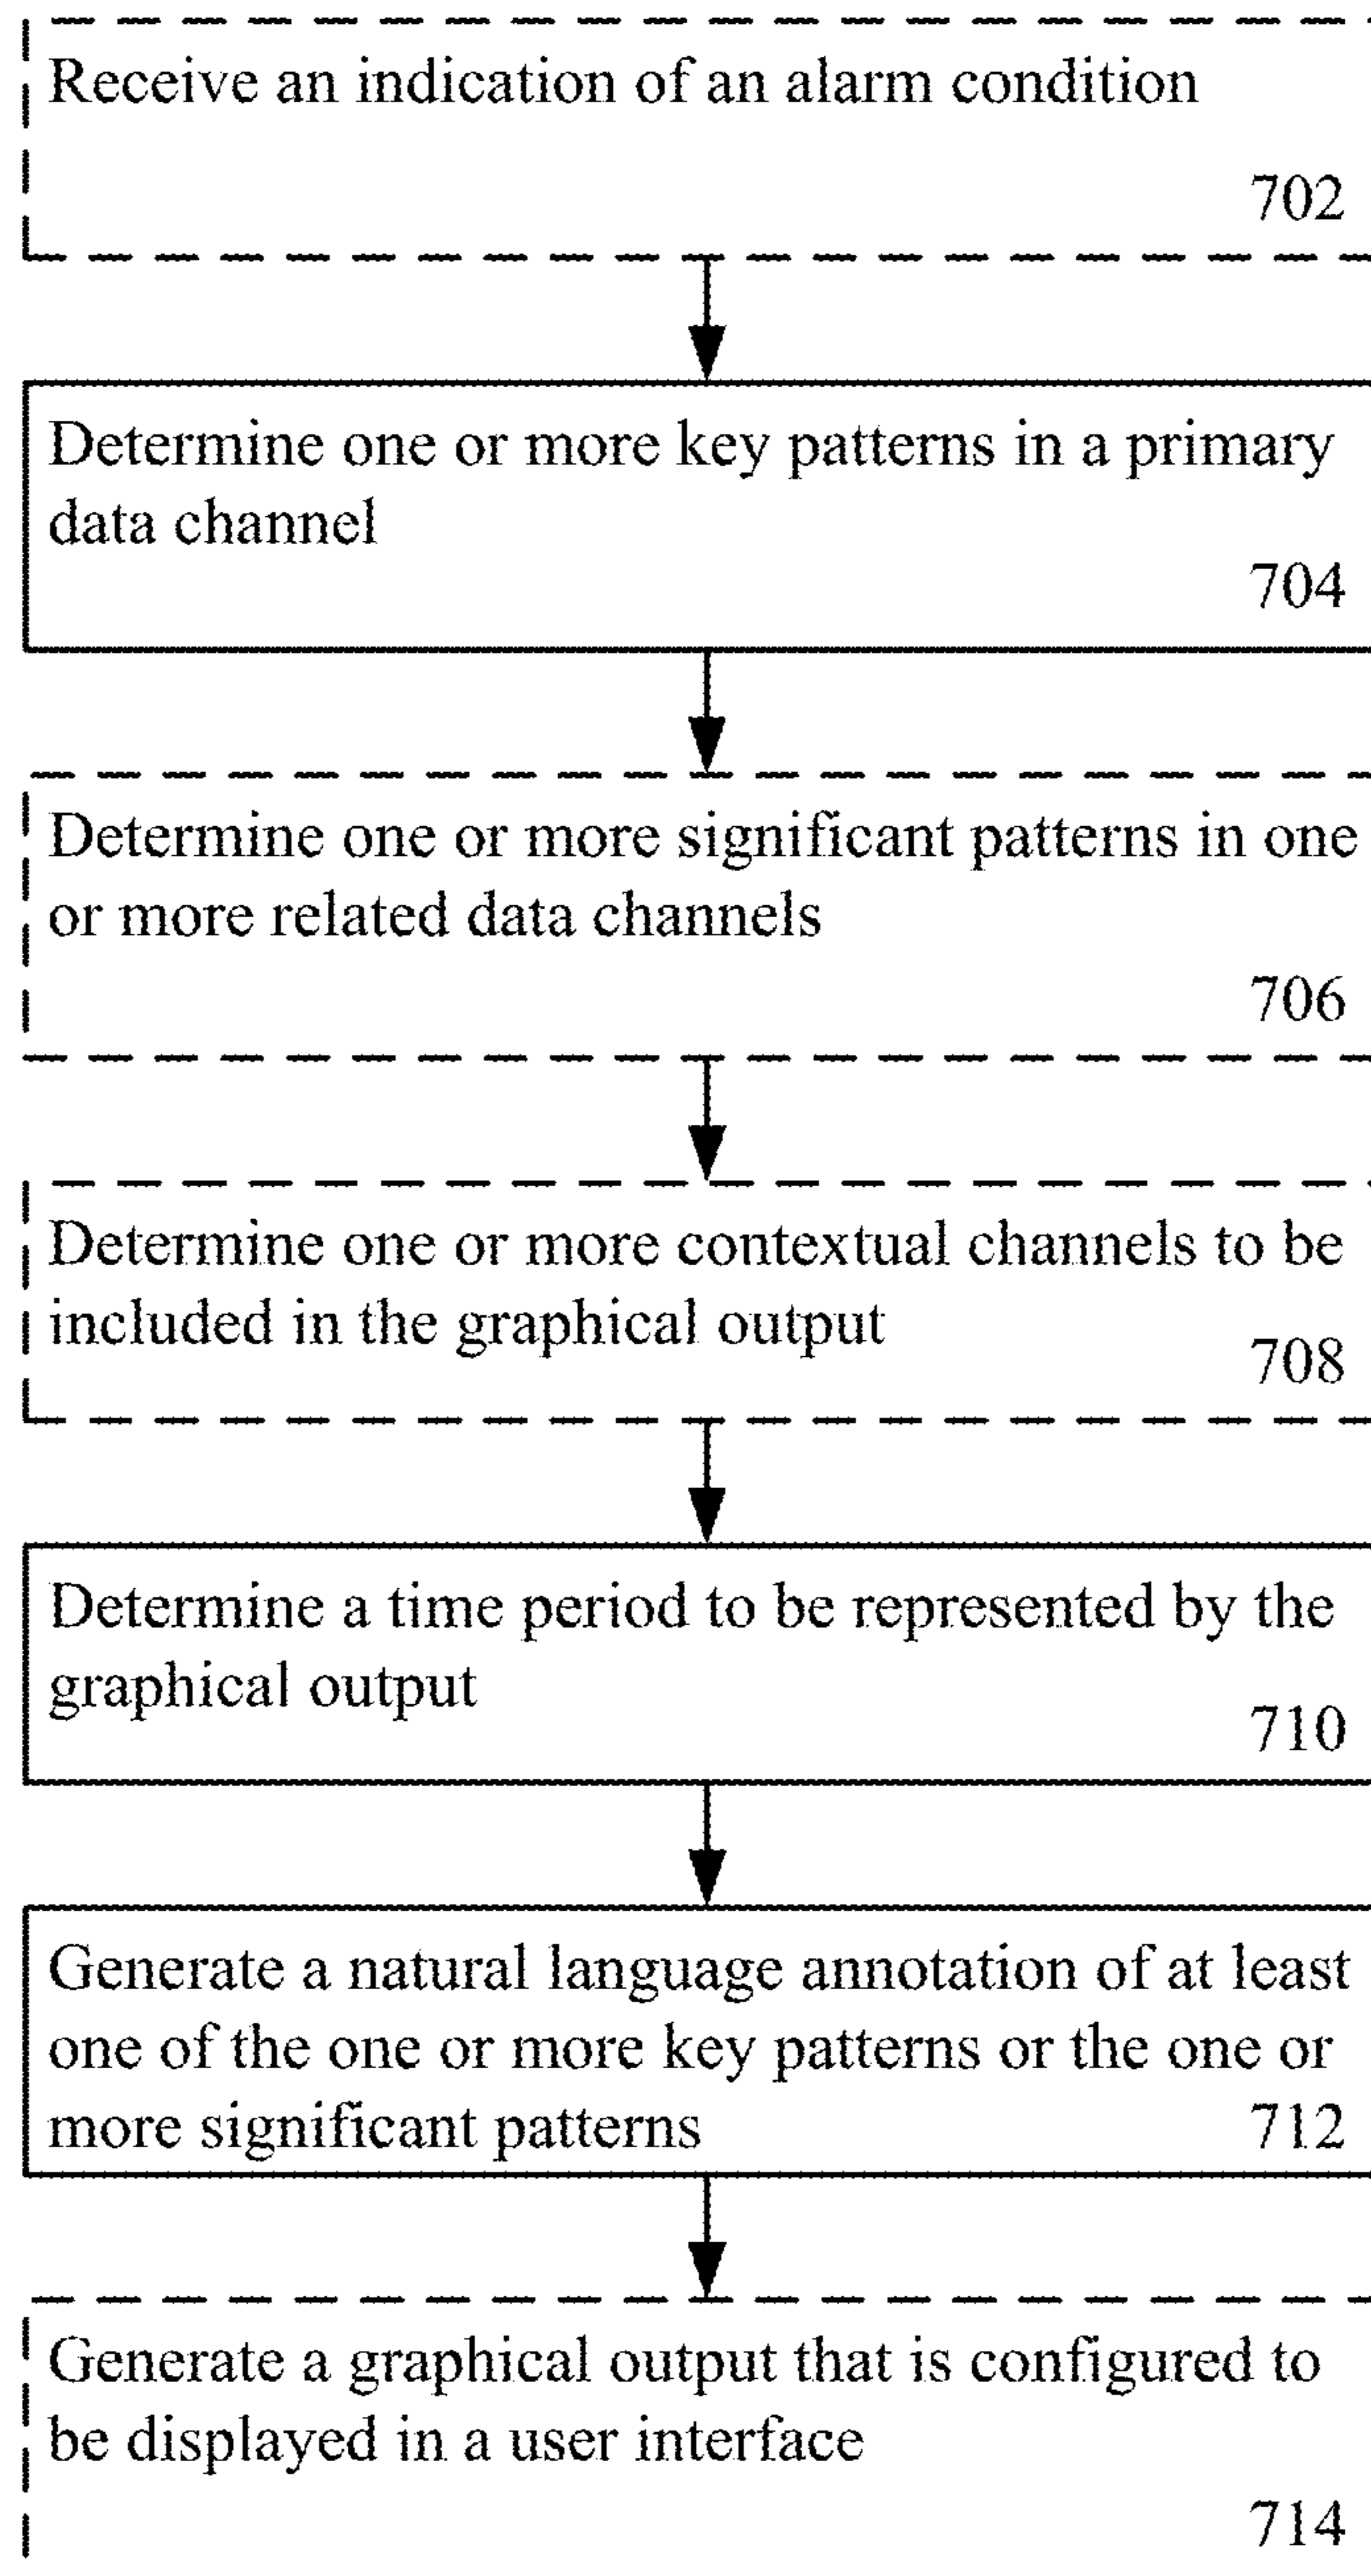 Receive an indication of an alarm condition
702
Determine one or more key patterns in a primary
data channel
704
Determine one or more significant patterns in one
or more related data channels
706
Determine one or more contextual channels to be
included in the graphical output
708
Determine a time period to be represented by the
graphical output
710
Generate a natural language annotation of at least
one of the one or more key patterns or the one or
more significant patterns
712
Generate a graphical output that is configured to
be displayed in a user interface
714